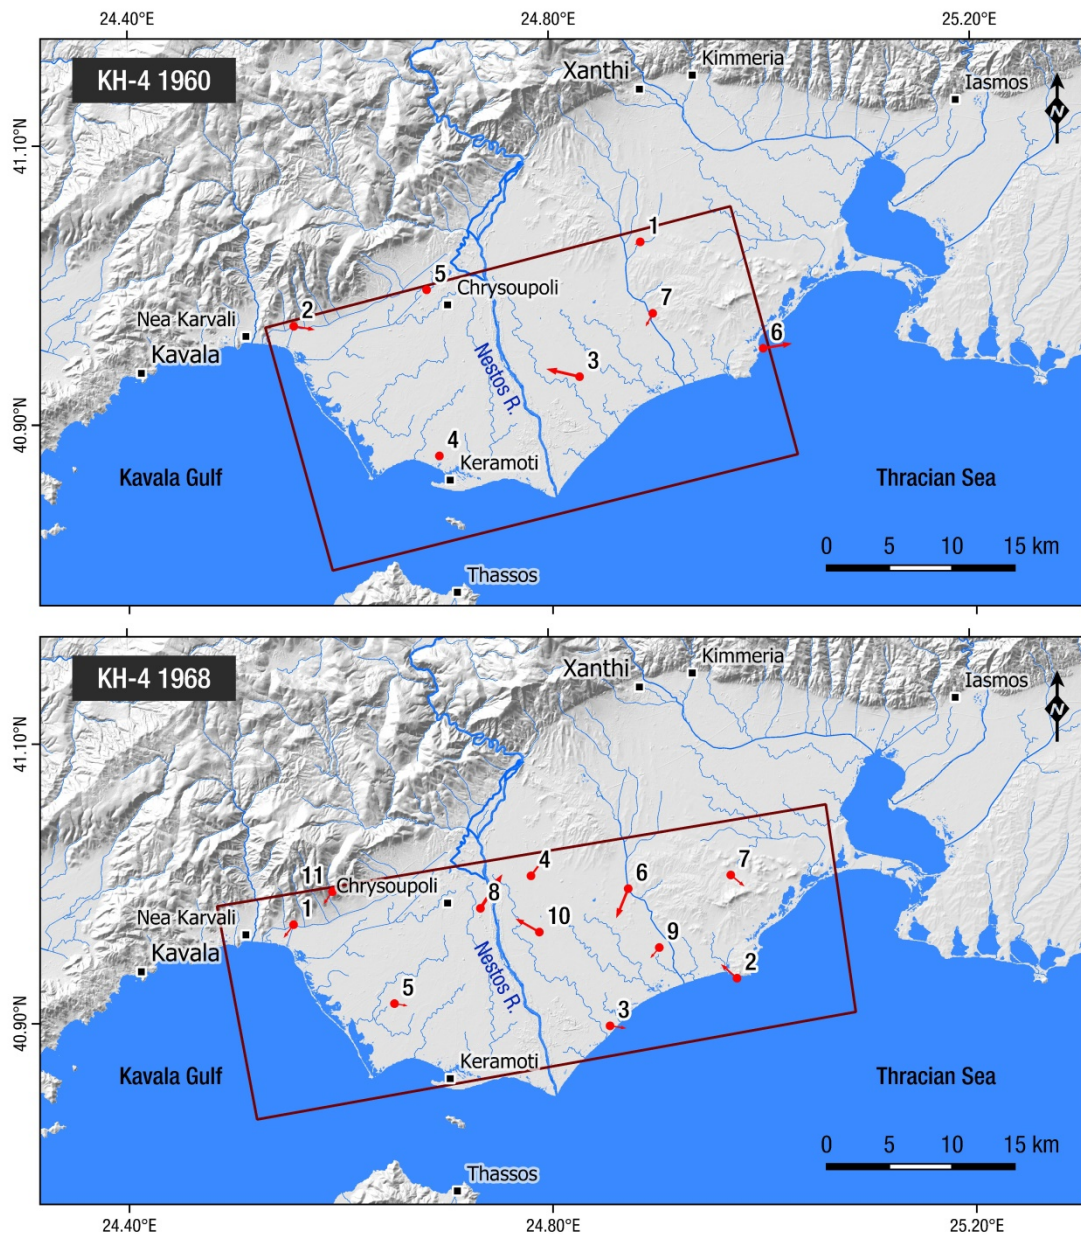 24.40°E
24.80°E
25.20°E
KH-4 1960
N
41.10°N
40.90°N
Xanthi
Kimmeria
Iasmos
1
5
Chrysoupoli
2
Nea Karvali
Kavala
7
6
3
Nestos R.
4
Keramoti
Kavala Gulf
Thracian Sea
Thassos
0 5 10 15 km
KH-4 1968
N
41.10°N
40.90°N
Xanthi
Kimmeria
Iasmos
11
Chrysoupoli
4
6
7
8
1
Nea Karvali
Kavala
10
9
2
Nestos R.
5
3
Keramoti
Kavala Gulf
Thracian Sea
Thassos
0 5 10 15 km
24.40°E
24.80°E
25.20°E